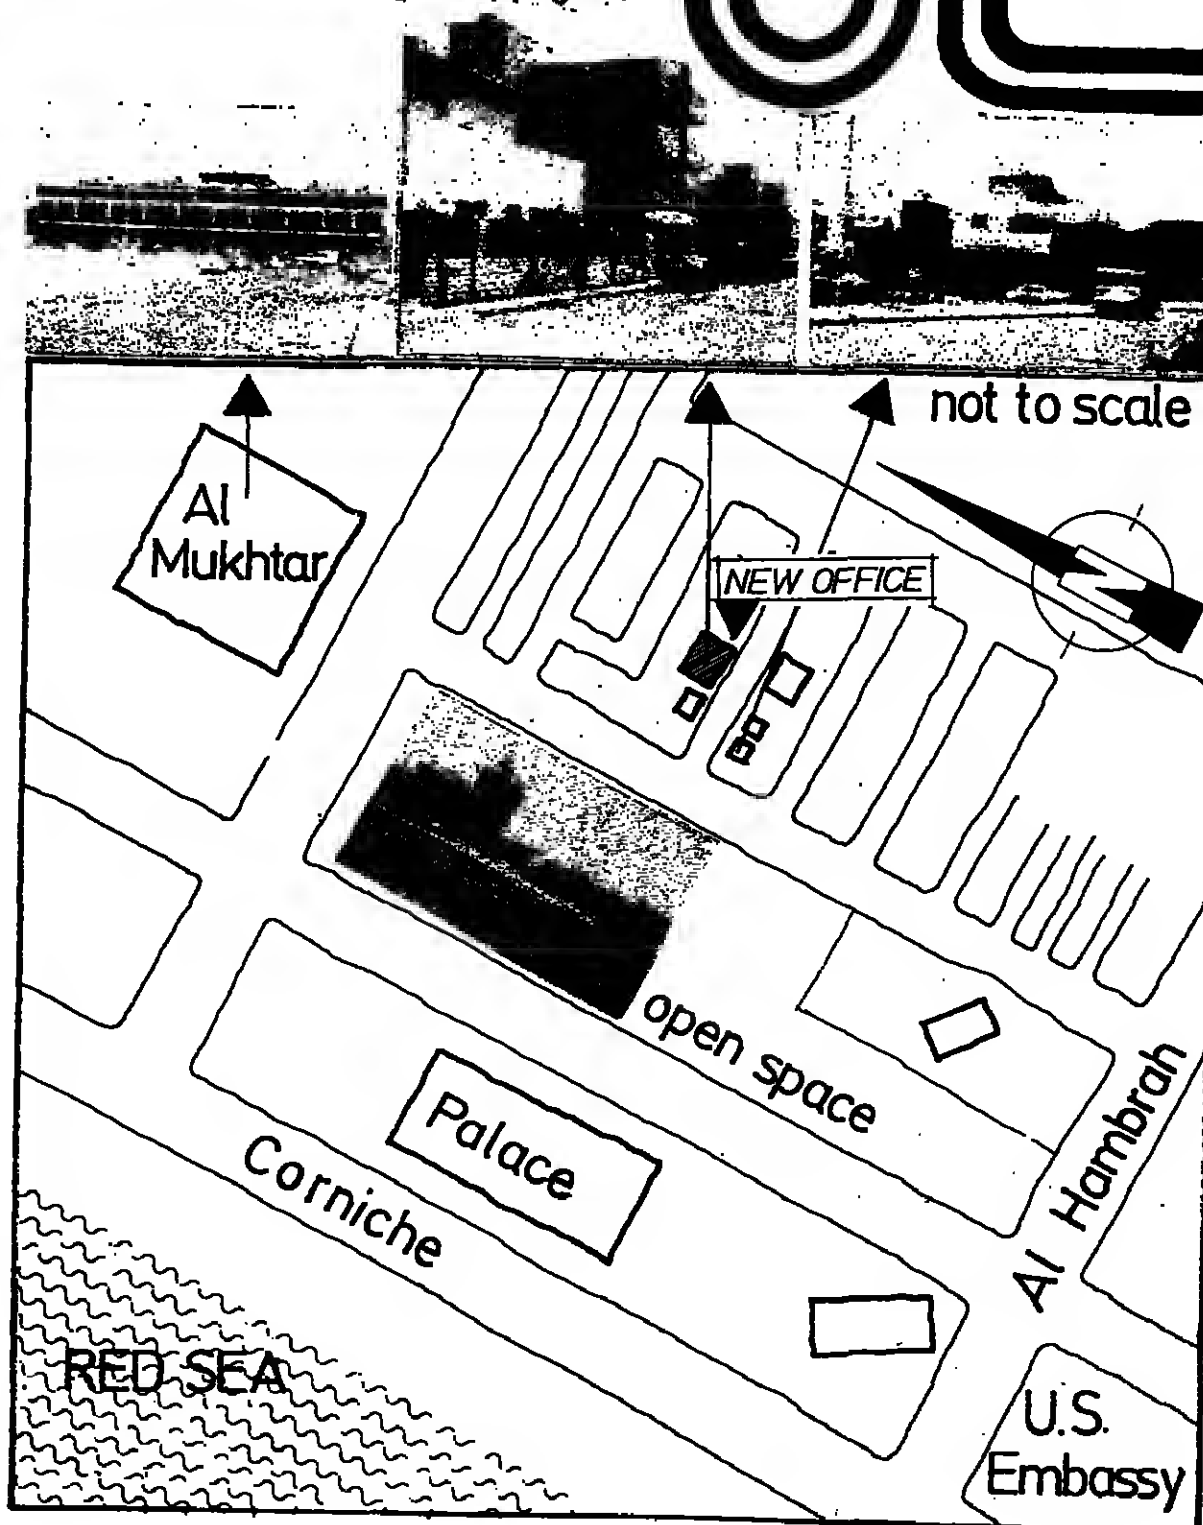 not to scale
Al
Mukhtar
NEW OFFICE
open space
Palace
Corniche
Al Hambrah
RED SEA
U.S.
Embassy